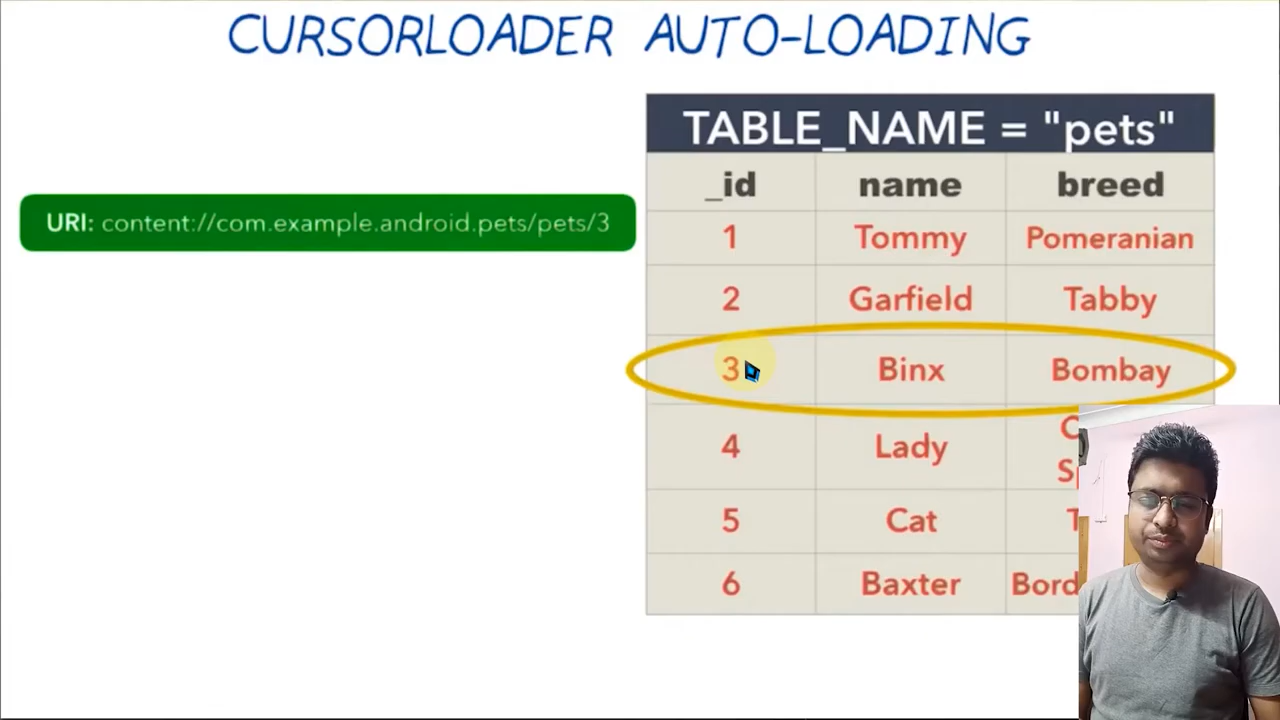 CURSORLOADER AUTO-LOADING
URI: content://com.example.android.pets/pets/3
TABLE_NAME = "pets"
_id name breed
1 Tommy Pomeranian
2 Garfield Tabby
3 Binx Bombay
4 Lady
5 Cat
6 Baxter